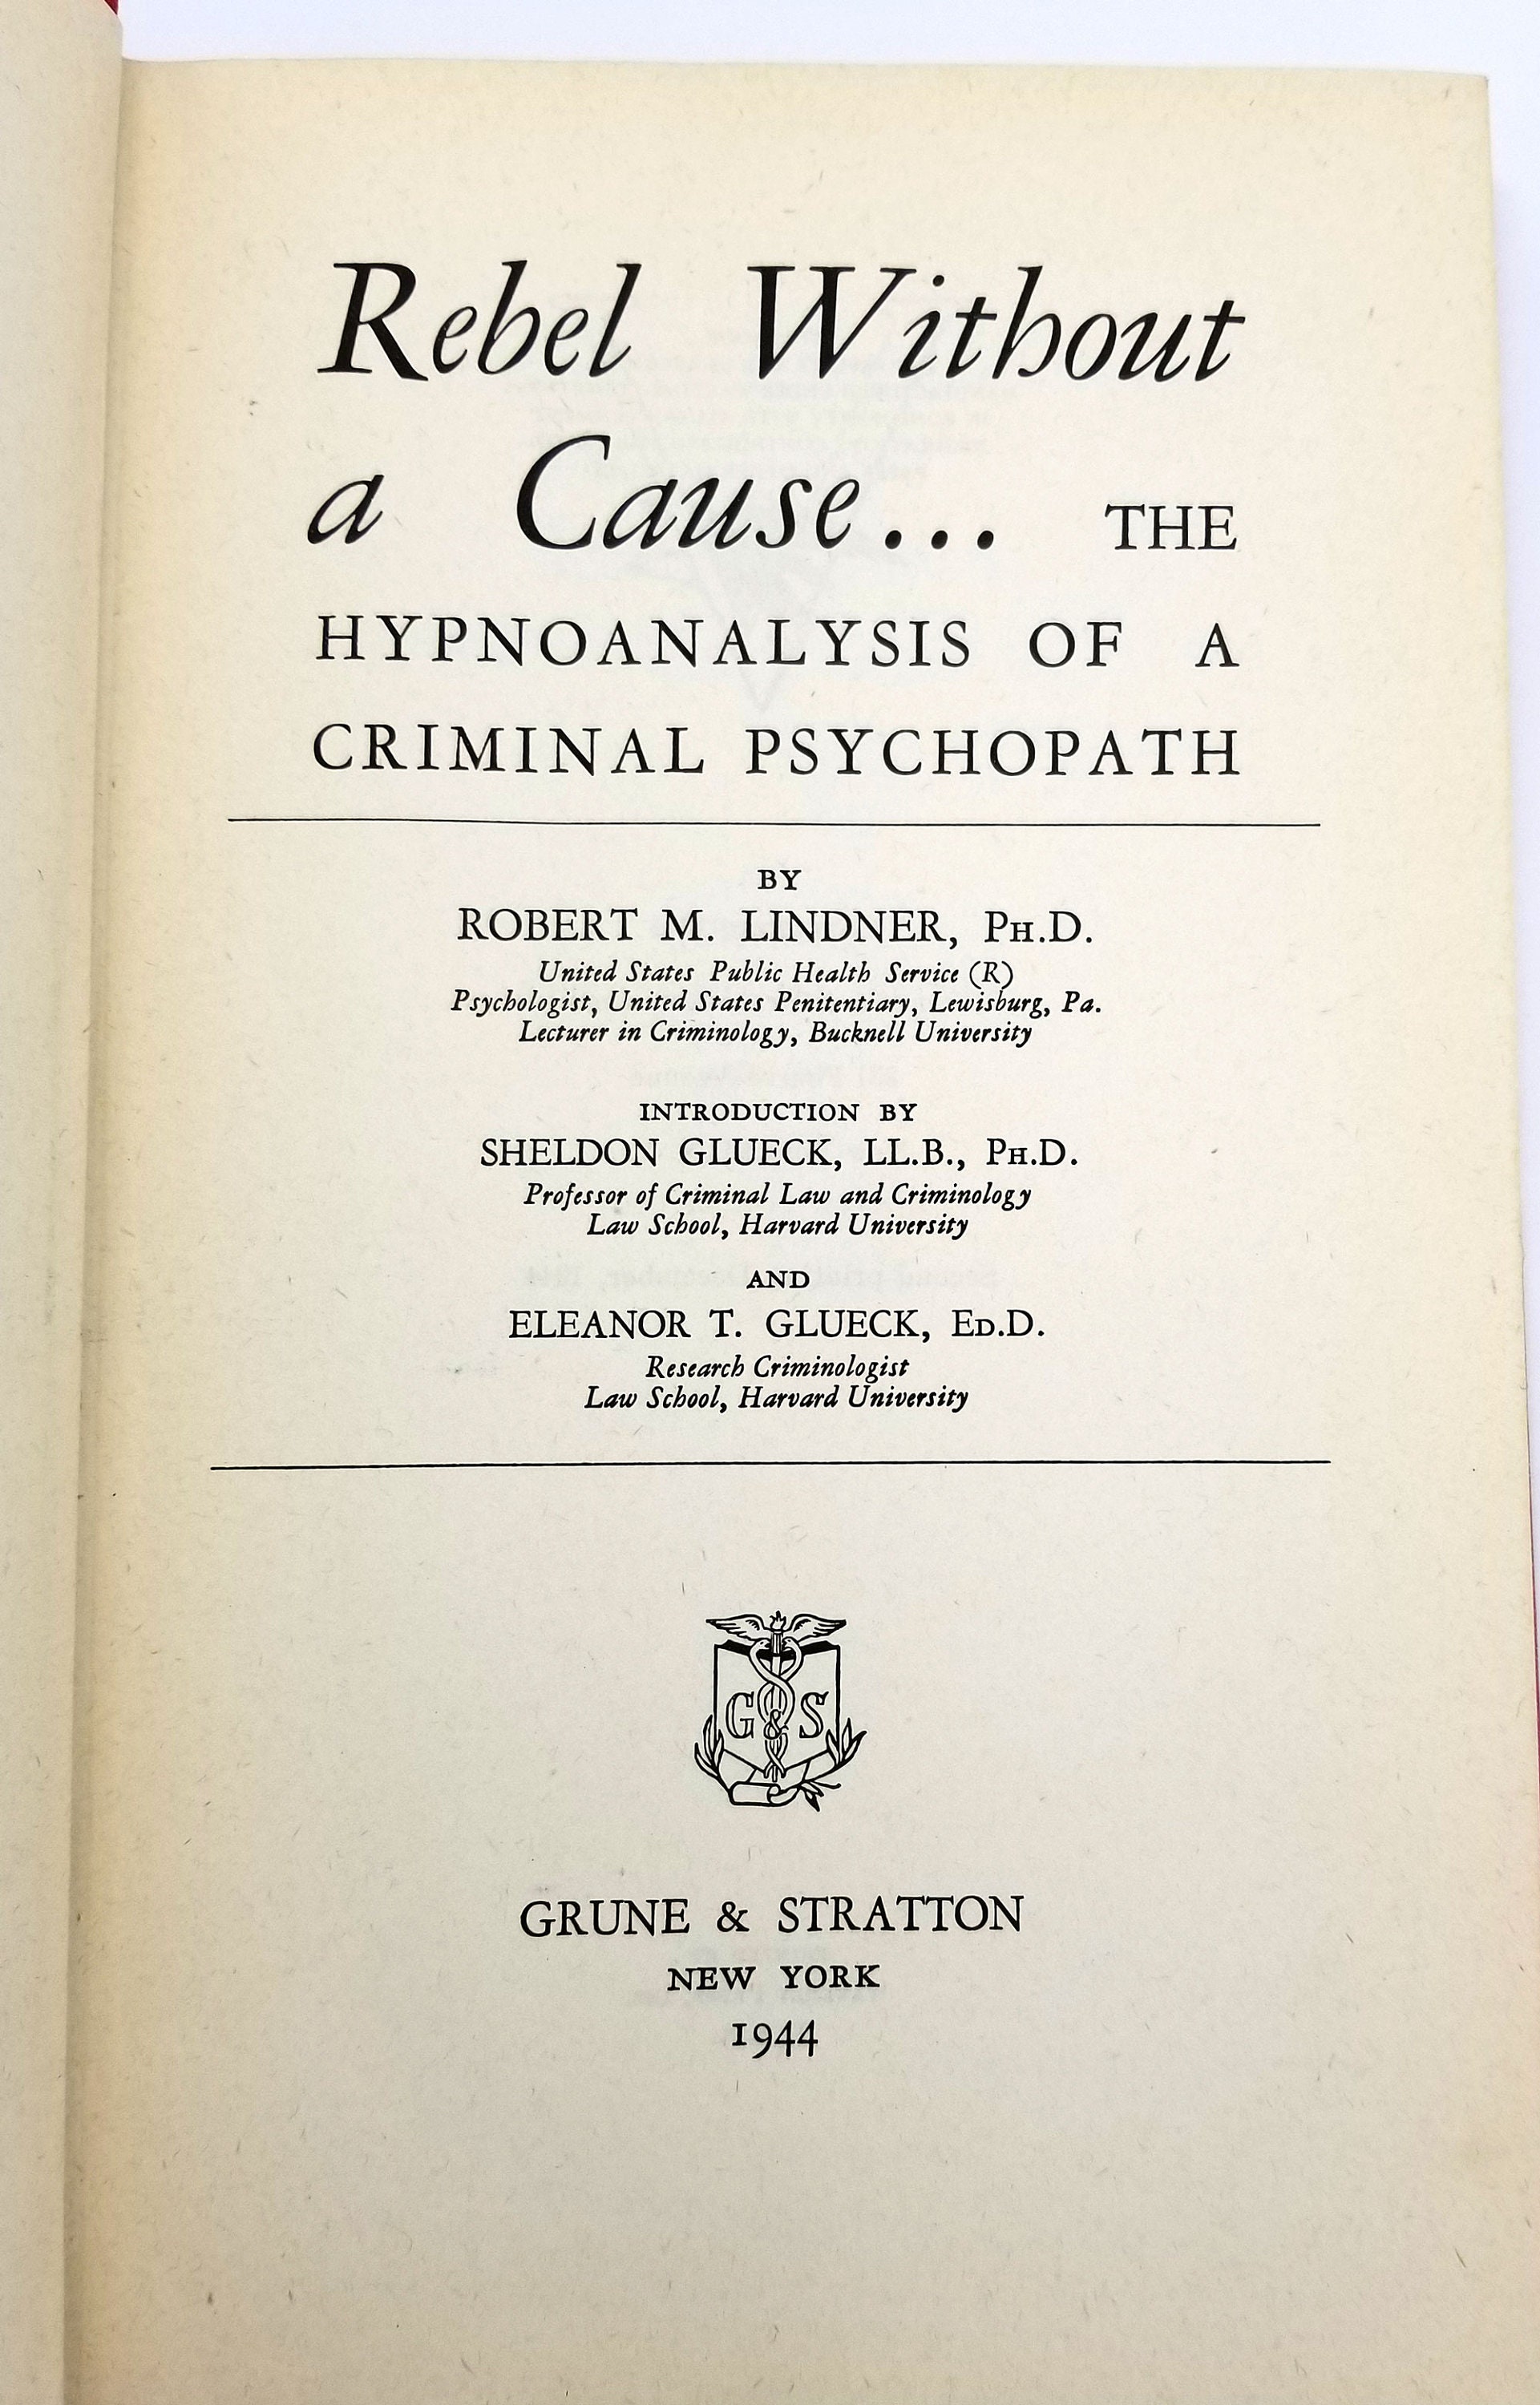 Rebel Without
a Cause... THE
HYPNOANALYSIS OF A
CRIMINAL PSYCHOPATH
BY
ROBERT M. LINDNER, PH.D.
United States Public Health Service (R)
Psychologist, United States Penitentiary, Lewisburg, Pa.
Lecturer in Criminology, Bucknell University
INTRODUCTION BY
SHELDON GLUECK, LL.B., PH.D.
Professor of Criminal Law and Criminology
Law School, Harvard University
AND
ELEANOR T. GLUECK, ED.D.
Research Criminologist
Law School, Harvard University
G & S
GRUNE & STRATTON
NEW YORK
1944